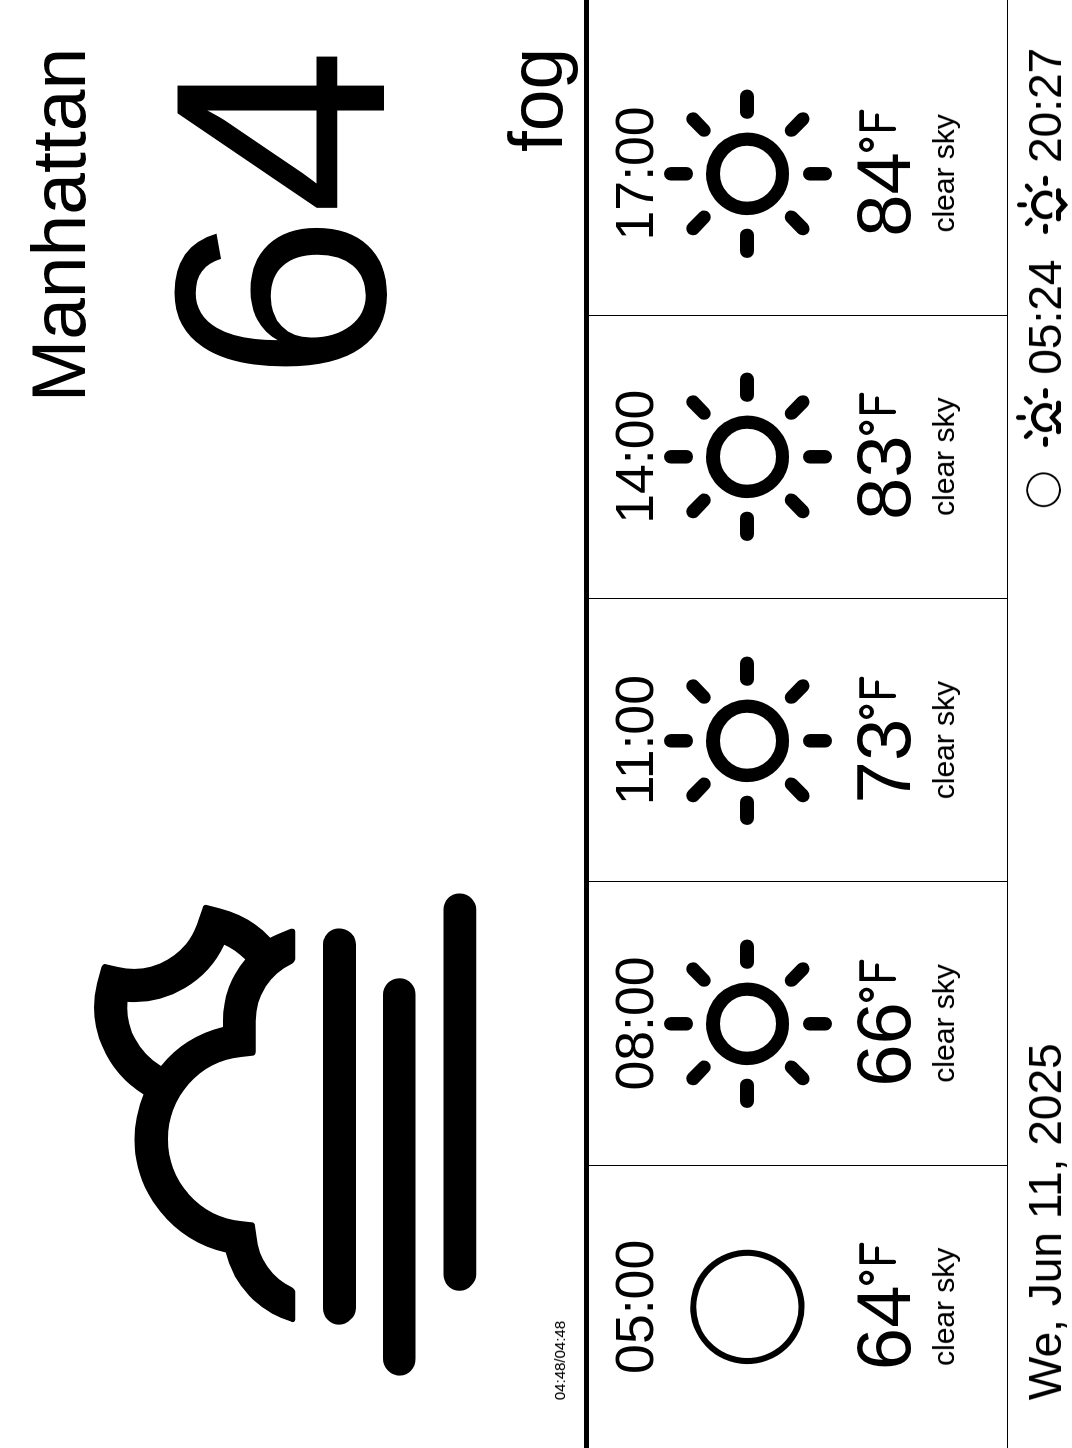 Manhattan
64
fog
04:48/04:48
05:00 08:00 11:00 14:00 17:00
64°F 66°F 73°F 83°F 84°F
clear sky clear sky clear sky clear sky clear sky
We, Jun 11, 2025 05:24 20:27